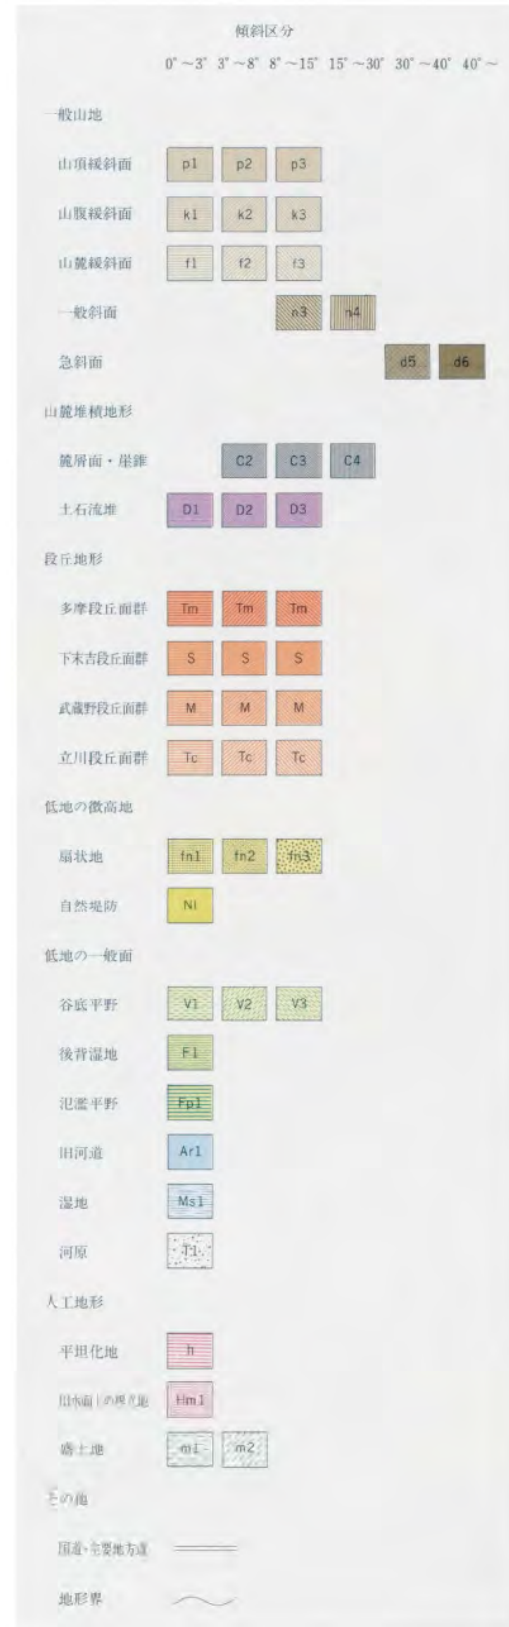 傾斜区分
0°~3° 3°~8° 8°~15° 15°~30° 30°~40° 40°~
一般山地
山頂緩斜面 p1 p2 p3
山腹緩斜面 k1 k2 k3
山麓緩斜面 f1 f2 f3
一般斜面 n3 n4
急斜面 d5 d6
山麓堆積地形
麓屑面・崖錐 C2 C3 C4
土石流堆 D1 D2 D3
段丘地形
多摩段丘面群 Tm Tm Tm
下末吉段丘面群 S S S
武蔵野段丘面群 M M M
立川段丘面群 Tc Tc Tc
低地の微高地
扇状地 fn1 fn2 fn3
自然堤防 Nl
低地の一般面
谷底平野 V1 V2 V3
後背湿地 F1
氾濫平野 Fp1
旧河道 Ar1
湿地 Ms1
河原 T1
人工地形
平坦化地 h
旧水面上の埋立地 Hm1
盛土地 m1 m2
その他
国道・主要地方道
地形界